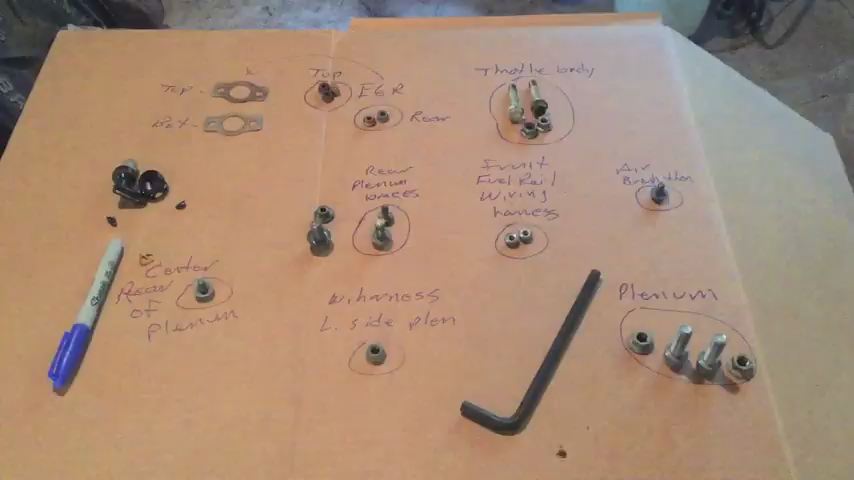 Top
EGR
Top -
Bot -
Rear
Throttle body
Rear
Plenum
braces
Front
Fuel Rail
Wiring
harness
Air
Center
Rear
of
plenum
W. harness
L. side plen
Plenum
Sharpie